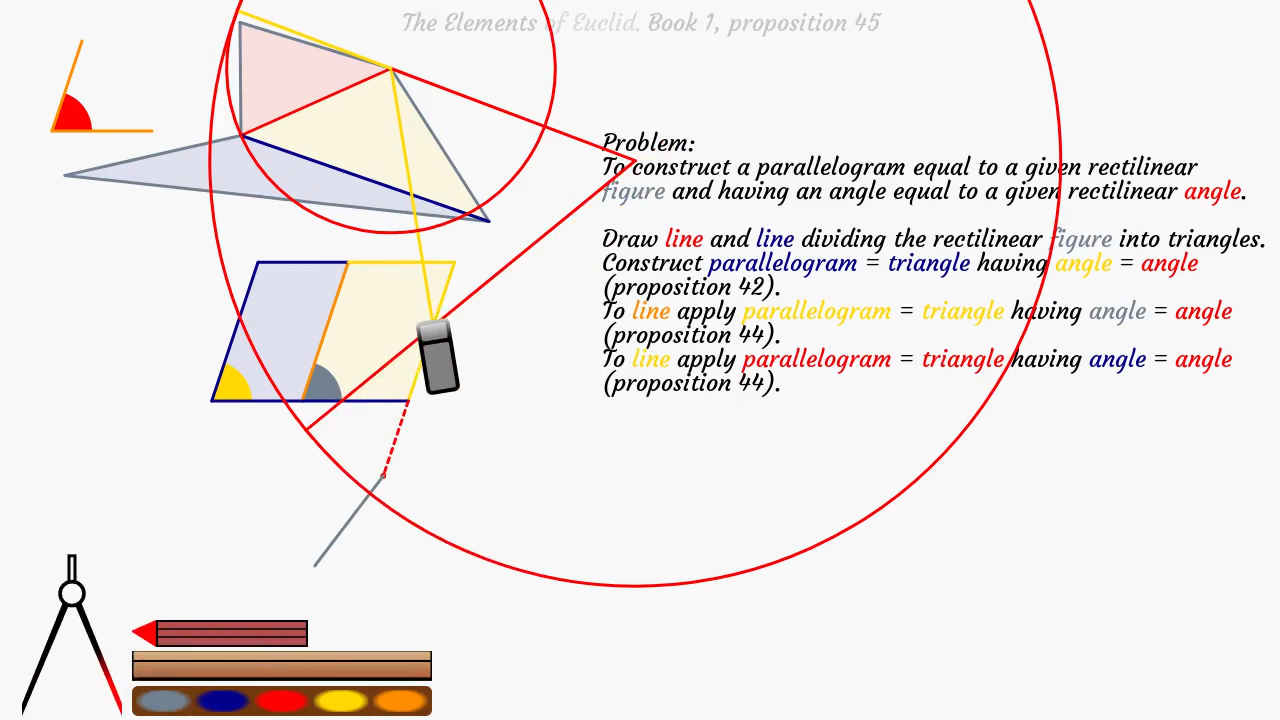 The Elements of Euclid. Book 1, proposition 45
Problem:
To construct a parallelogram equal to a given rectilinear
figure and having an angle equal to a given rectilinear angle.
Draw line and line dividing the rectilinear figure into triangles.
Construct parallelogram = triangle having angle = angle
(proposition 42).
To line apply parallelogram = triangle having angle = angle
(proposition 44).
To line apply parallelogram = triangle having angle = angle
(proposition 44).